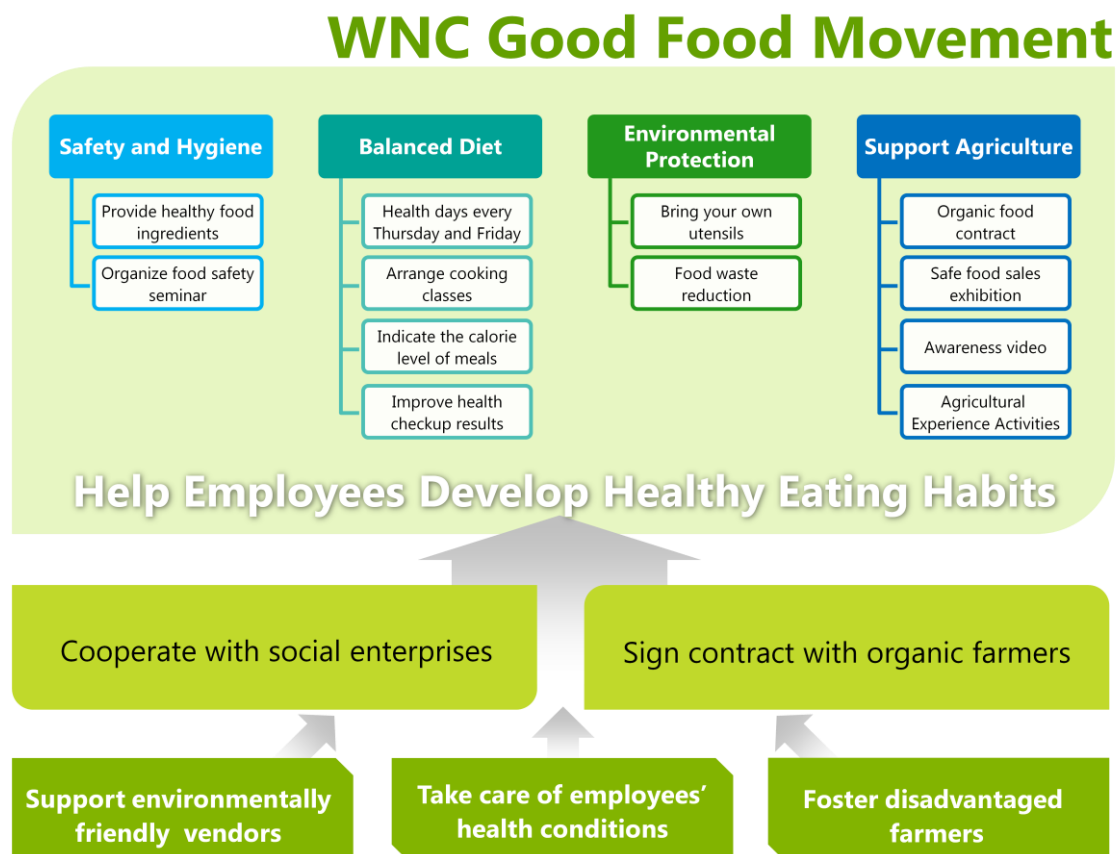 WNC Good Food Movement
Safety and Hygiene
Provide healthy food
ingredients
Organize food safety
seminar
Balanced Diet
Health days every
Thursday and Friday
Arrange cooking
classes
Indicate the calorie
level of meals
Improve health
checkup results
Environmental
Protection
Bring your own
utensils
Food waste
reduction
Support Agriculture
Organic food
contract
Safe food sales
exhibition
Awareness video
Agricultural
Experience Activities
Help Employees Develop Healthy Eating Habits
Cooperate with social enterprises
Sign contract with organic farmers
Support environmentally
friendly vendors
Take care of employees’
health conditions
Foster disadvantaged
farmers